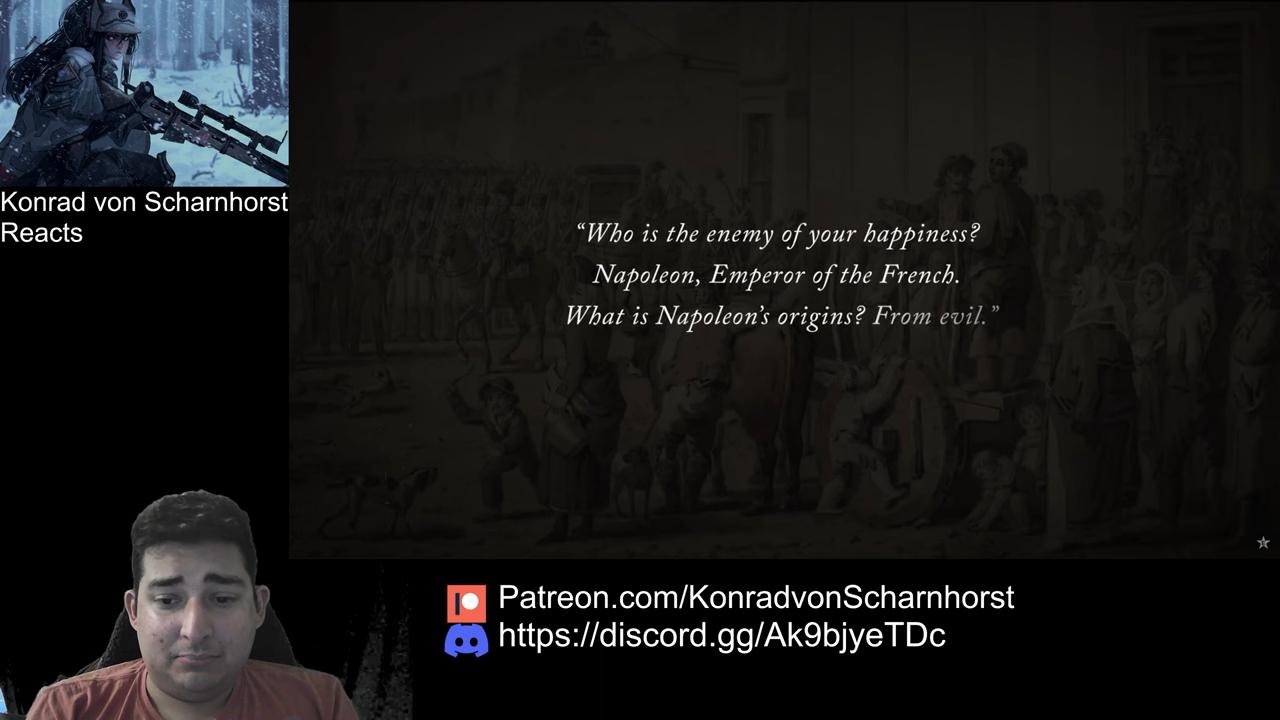 Konrad von Scharnhorst
Reacts
“Who is the enemy of your happiness?
Napoleon, Emperor of the French.
What is Napoleon’s origins? From evil.”
Patreon.com/KonradvonScharnhorst
https://discord.gg/Ak9bjyeTDc